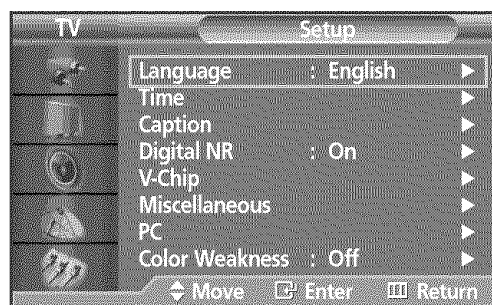 TV Setup
Language : English
Time
Caption
Digital NR : On
V-Chip
Miscellaneous
PC
Color Weakness : Off
Move Enter Return